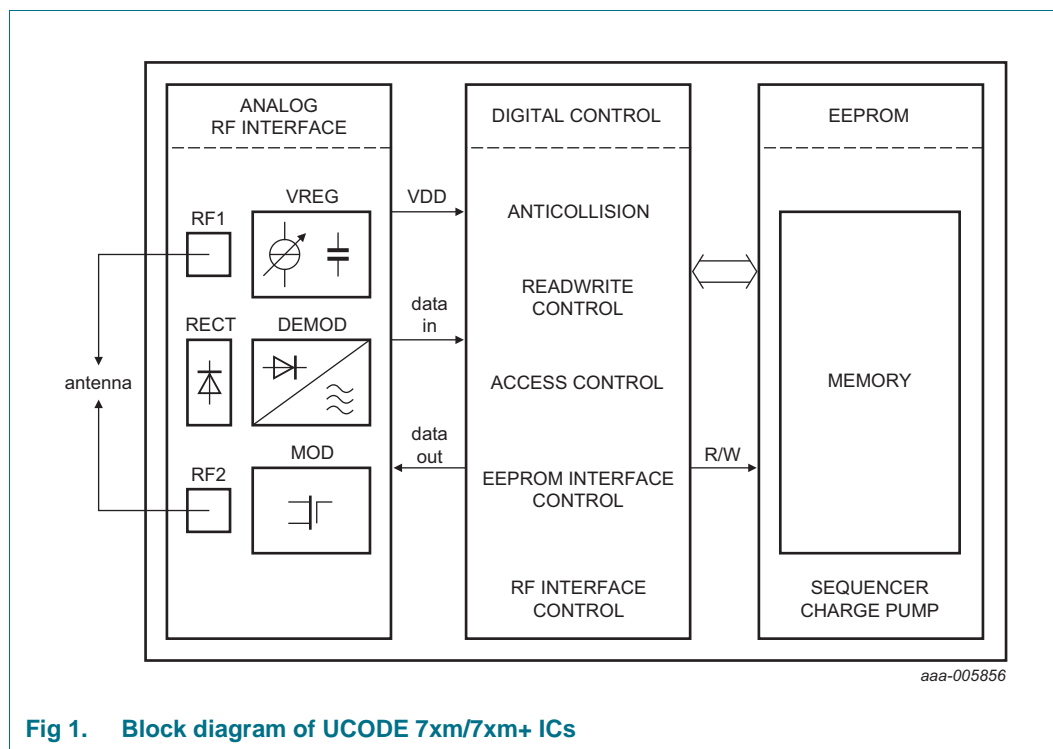 ANALOG
RF INTERFACE
RF1
VREG
RECT
DEMOD
antenna
RF2
MOD
VDD
data
in
data
out
DIGITAL CONTROL
ANTICOLLISION
READWRITE
CONTROL
ACCESS CONTROL
EEPROM INTERFACE
CONTROL
RF INTERFACE
CONTROL
R/W
EEPROM
MEMORY
SEQUENCER
CHARGE PUMP
aaa-005856
Fig 1. Block diagram of UCODE 7xm/7xm+ ICs